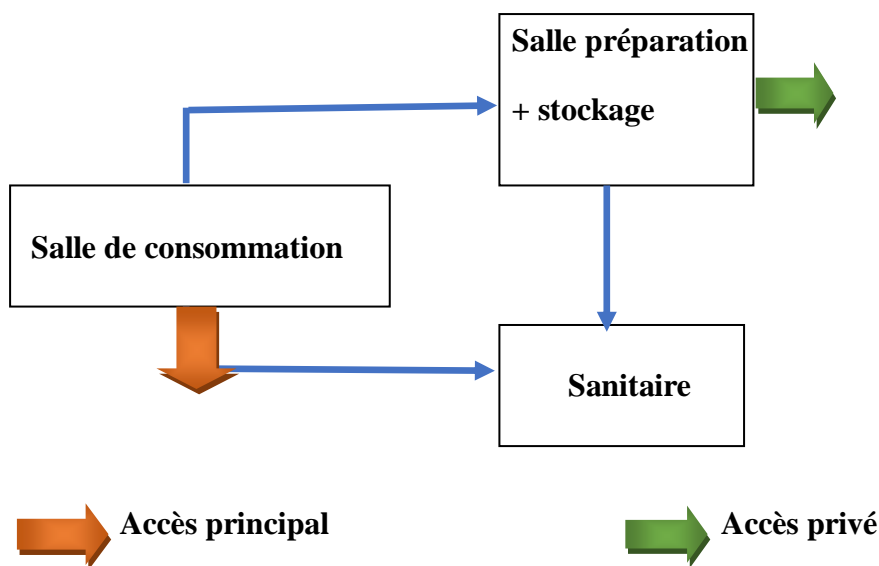 Salle préparation
+ stockage
Salle de consommation
Sanitaire
Accès principal
Accès privé